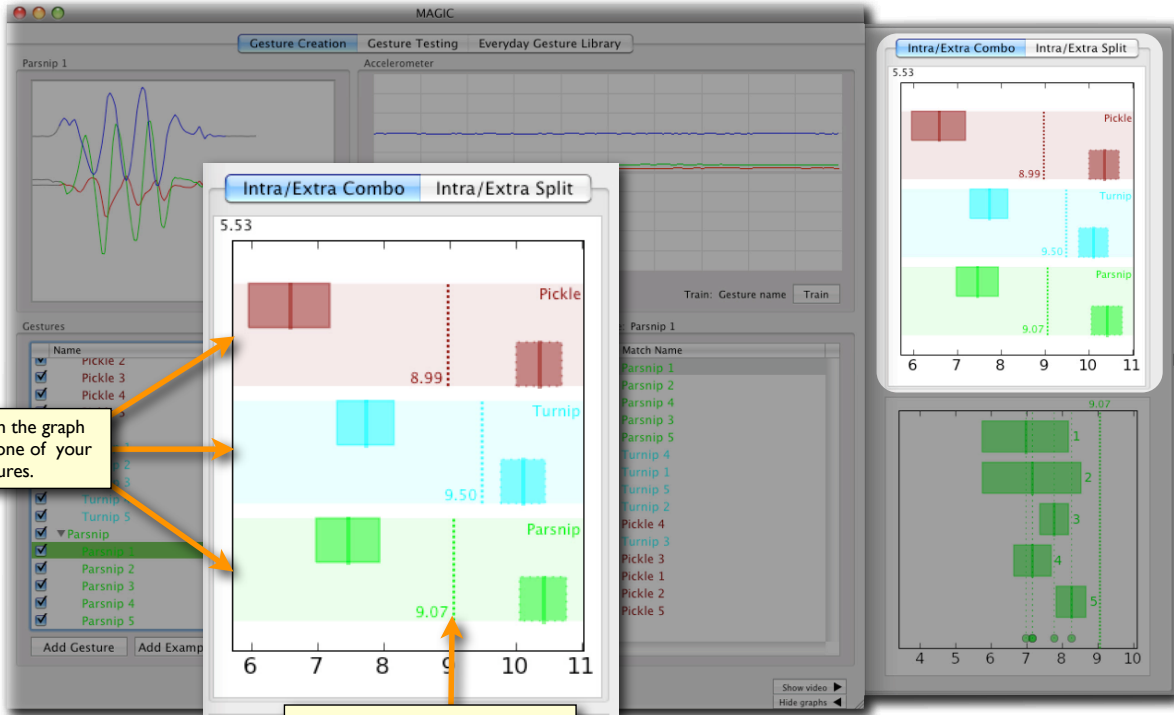 MAGIC
Gesture Creation Gesture Testing Everyday Gesture Library
Parsnip 1
Accelerometer
Train: Gesture name Train
Gestures
Name
Pickle 2
Pickle 3
Pickle 4
Turnip
Turnip 5
Parsnip
Parsnip 1
Parsnip 2
Parsnip 3
Parsnip 4
Parsnip 5
Add Gesture Add Examp
n the graph
one of your
ures.
Intra/Extra Combo Intra/Extra Split
5.53
Pickle
8.99
Turnip
9.50
Parsnip
9.07
6 7 8 9 10 11
: Parsnip 1
Match Name
Parsnip 1
Parsnip 2
Parsnip 4
Parsnip 3
Parsnip 5
Turnip 4
Turnip 1
Turnip 5
Turnip 2
Pickle 4
Turnip 3
Pickle 3
Pickle 1
Pickle 2
Pickle 5
Show video
Hide graphs
Intra/Extra Combo Intra/Extra Split
5.53
Pickle
8.99
Turnip
9.50
Parsnip
9.07
6 7 8 9 10 11
9.07
1
2
3
4
5
4 5 6 7 8 9 10